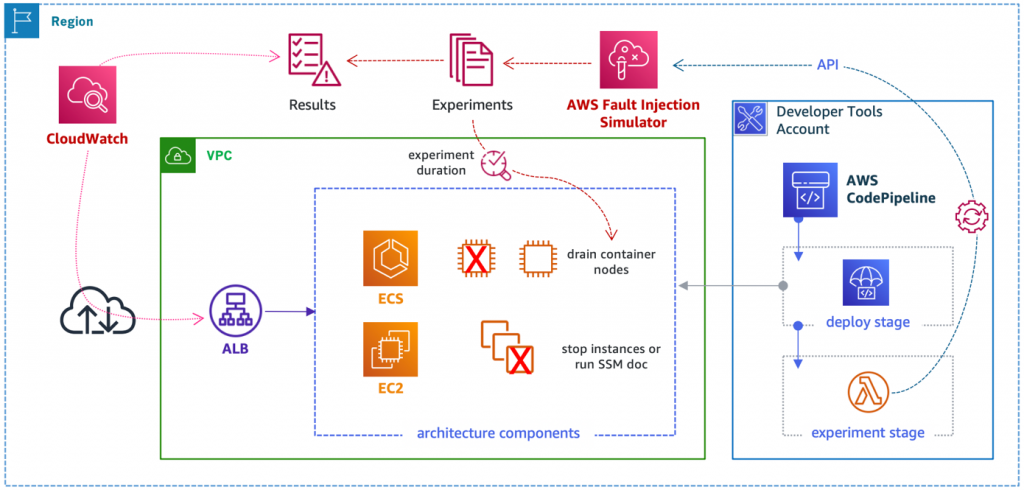 Region
API
Results
Experiments
AWS Fault Injection
Simulator
CloudWatch
Developer Tools
Account
VPC
experiment
duration
AWS
CodePipeline
X
drain container
nodes
ECS
deploy stage
ALB
X
stop instances or
run SSM doc
EC2
architecture components
experiment stage